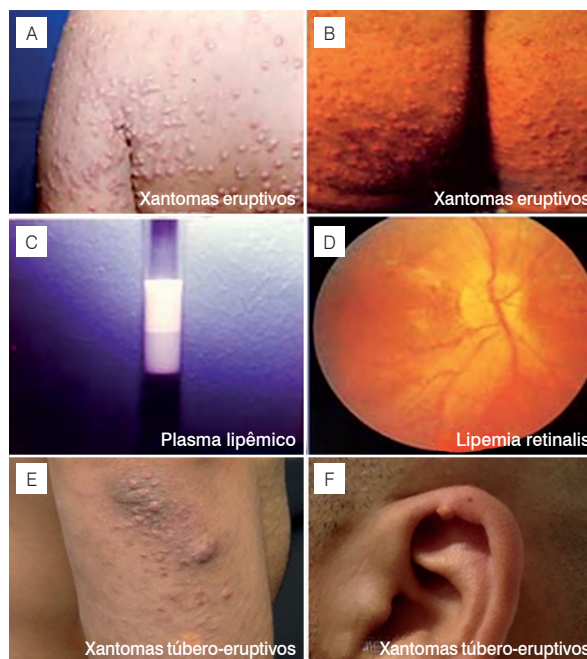 A
B
Xantomas eruptivos
Xantomas eruptivos
C
D
Plasma lipêmico
Lipemia retinalis
E
F
Xantomas túbero-eruptivos
Xantomas túbero-eruptivos